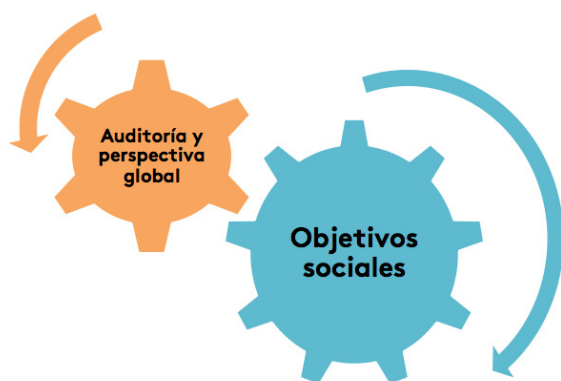 Auditoría y
perspectiva
global
Objetivos
sociales